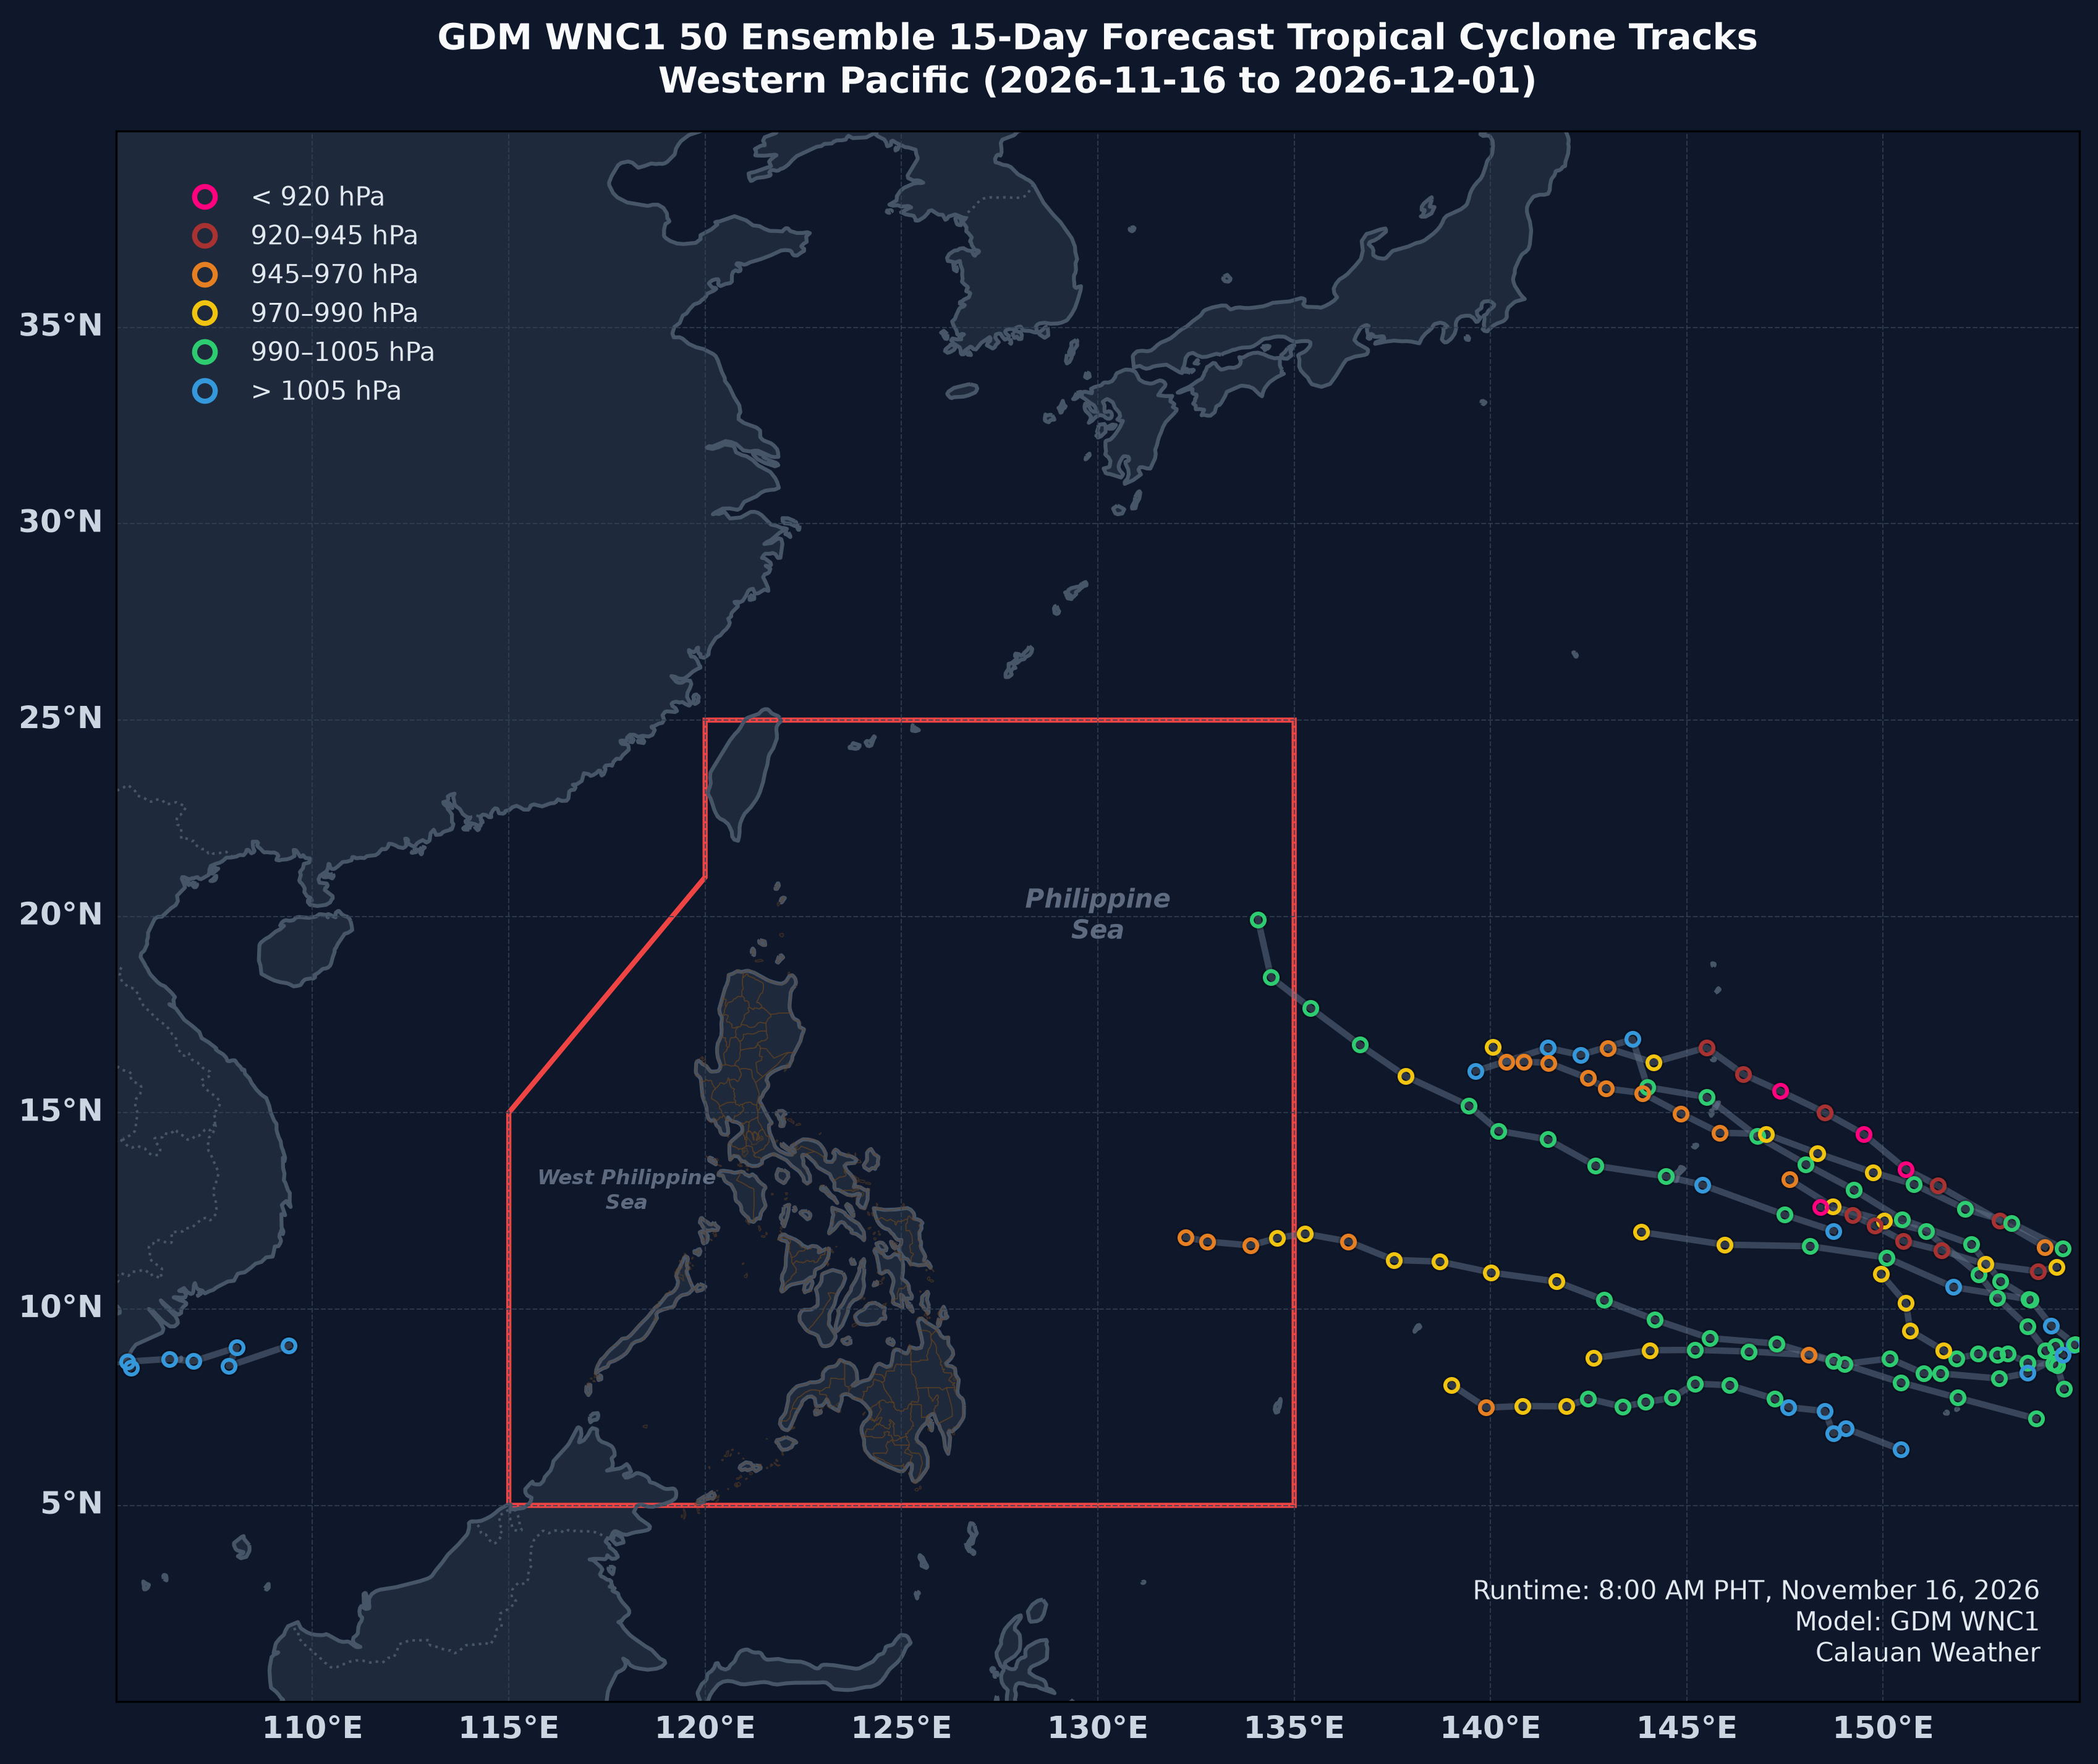 GDM WNC1 50 Ensemble 15-Day Forecast Tropical Cyclone Tracks
Western Pacific (2026-11-16 to 2026-12-01)
< 920 hPa
920–945 hPa
945–970 hPa
970–990 hPa
990–1005 hPa
> 1005 hPa
35°N
30°N
25°N
20°N
15°N
10°N
5°N
Philippine
Sea
West Philippine
Sea
Runtime: 8:00 AM PHT, November 16, 2026
Model: GDM WNC1
Calauan Weather
110°E
115°E
120°E
125°E
130°E
135°E
140°E
145°E
150°E